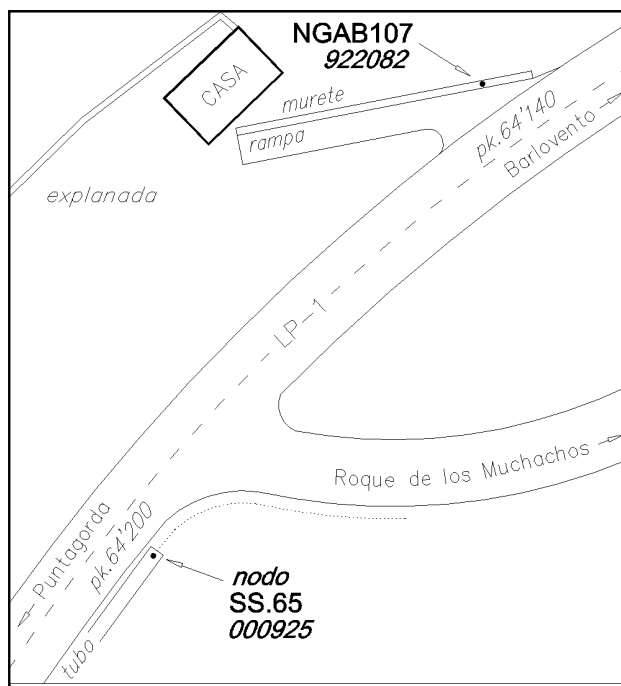 NGAB107
922082
CASA
murete
rampa
pk.64'140
Barlovento
explanada
LP-1
Roque de los Muchachos
Puntagorda
pk.64'200
nodo
SS.65
000925
tubo